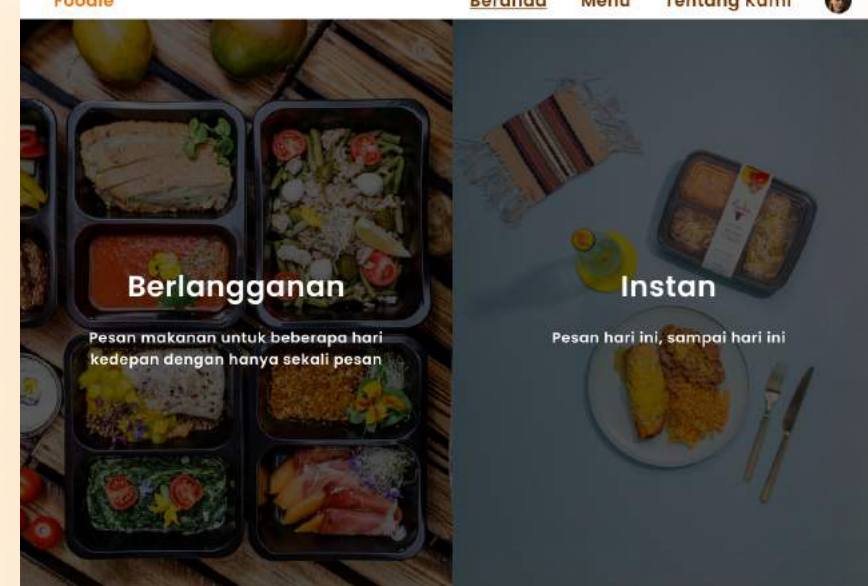 Foodie
Beranda Menu Tentang Kami
Berlangganan
Pesan makanan untuk beberapa hari
kedepan dengan hanya sekali pesan
Instan
Pesan hari ini, sampai hari ini